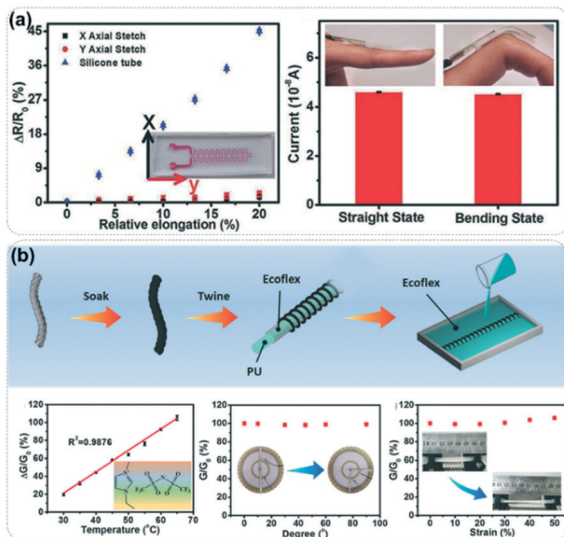 (a)
X Axial Stretch
Y Axial Stretch
Silicone tube
ΔR/R₀ (%)
45
36
27
18
9
0
X
y
0 5 10 15 20
Relative elongation (%)
Current (10⁻⁸ A)
8
6
4
2
0
Straight State
Bending State
(b)
Soak
Twine
Ecoflex
PU
Ecoflex
ΔG/G₀ (%)
120
100
80
60
40
20
0
R²=0.9876
30 40 50 60 70
Temperature (°C)
G/G₀ (%)
120
100
80
60
40
20
0
0 20 40 60 80
Degree (°)
G/G₀ (%)
120
100
80
60
40
20
0
0 10 20 30 40 50
Strain (%)